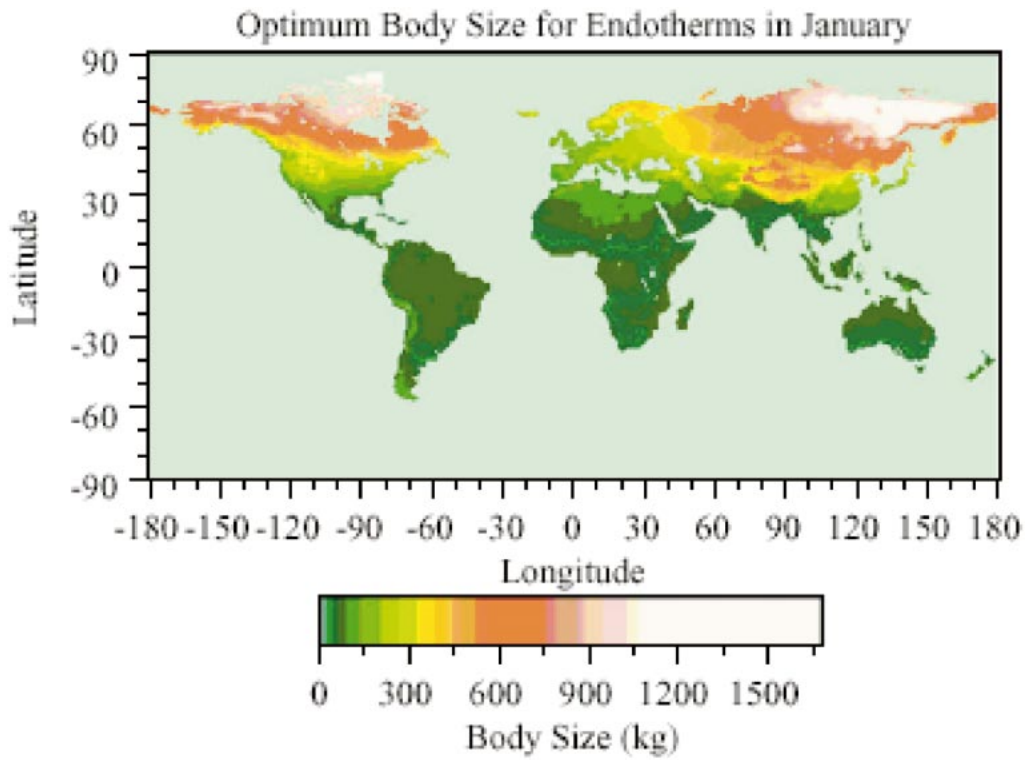 Optimum Body Size for Endotherms in January
90
60
30
0
-30
-60
-90
Latitude
-180 -150 -120 -90 -60 -30 0 30 60 90 120 150 180
Longitude
0 300 600 900 1200 1500
Body Size (kg)